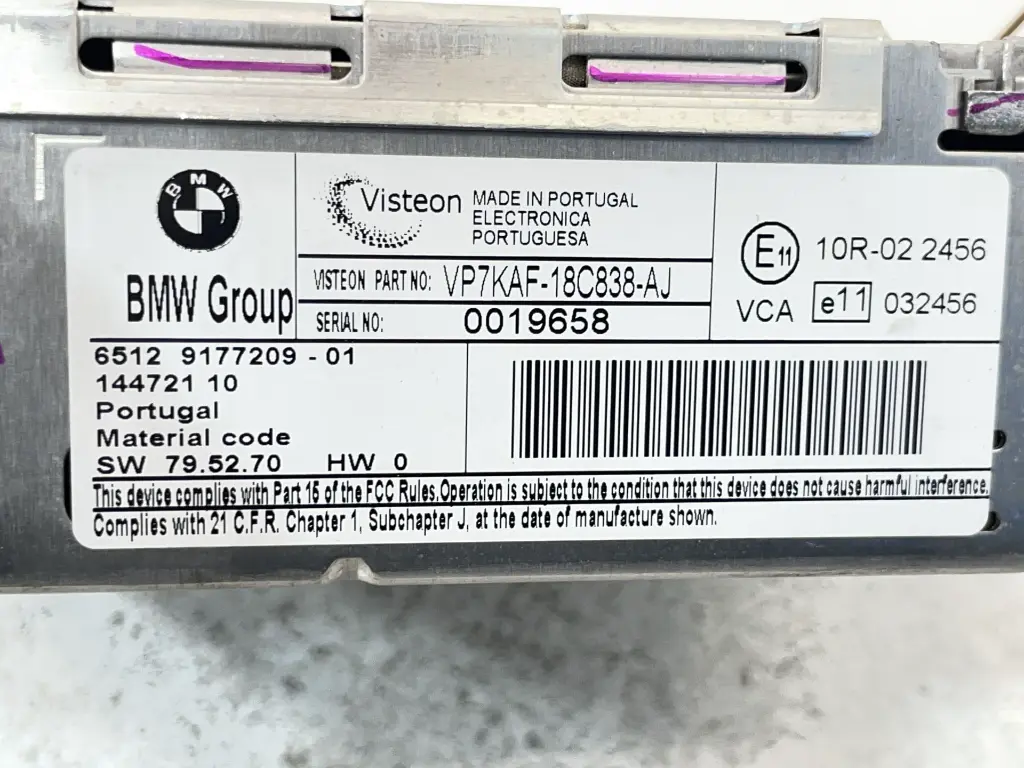 BMW
BMW Group
Visteon
MADE IN PORTUGAL
ELECTRONICA
PORTUGUESA
VISTEON PART NO: VP7KAF-18C838-AJ
SERIAL NO: 0019658
E11 10R-02 2456
VCA e11 032456
6512 9177209 - 01
144721 10
Portugal
Material code
SW 79.52.70 HW 0
This device complies with Part 15 of the FCC Rules.Operation is subject to the condition that this device does not cause harmful interference.
Complies with 21 C.F.R. Chapter 1, Subchapter J, at the date of manufacture shown.